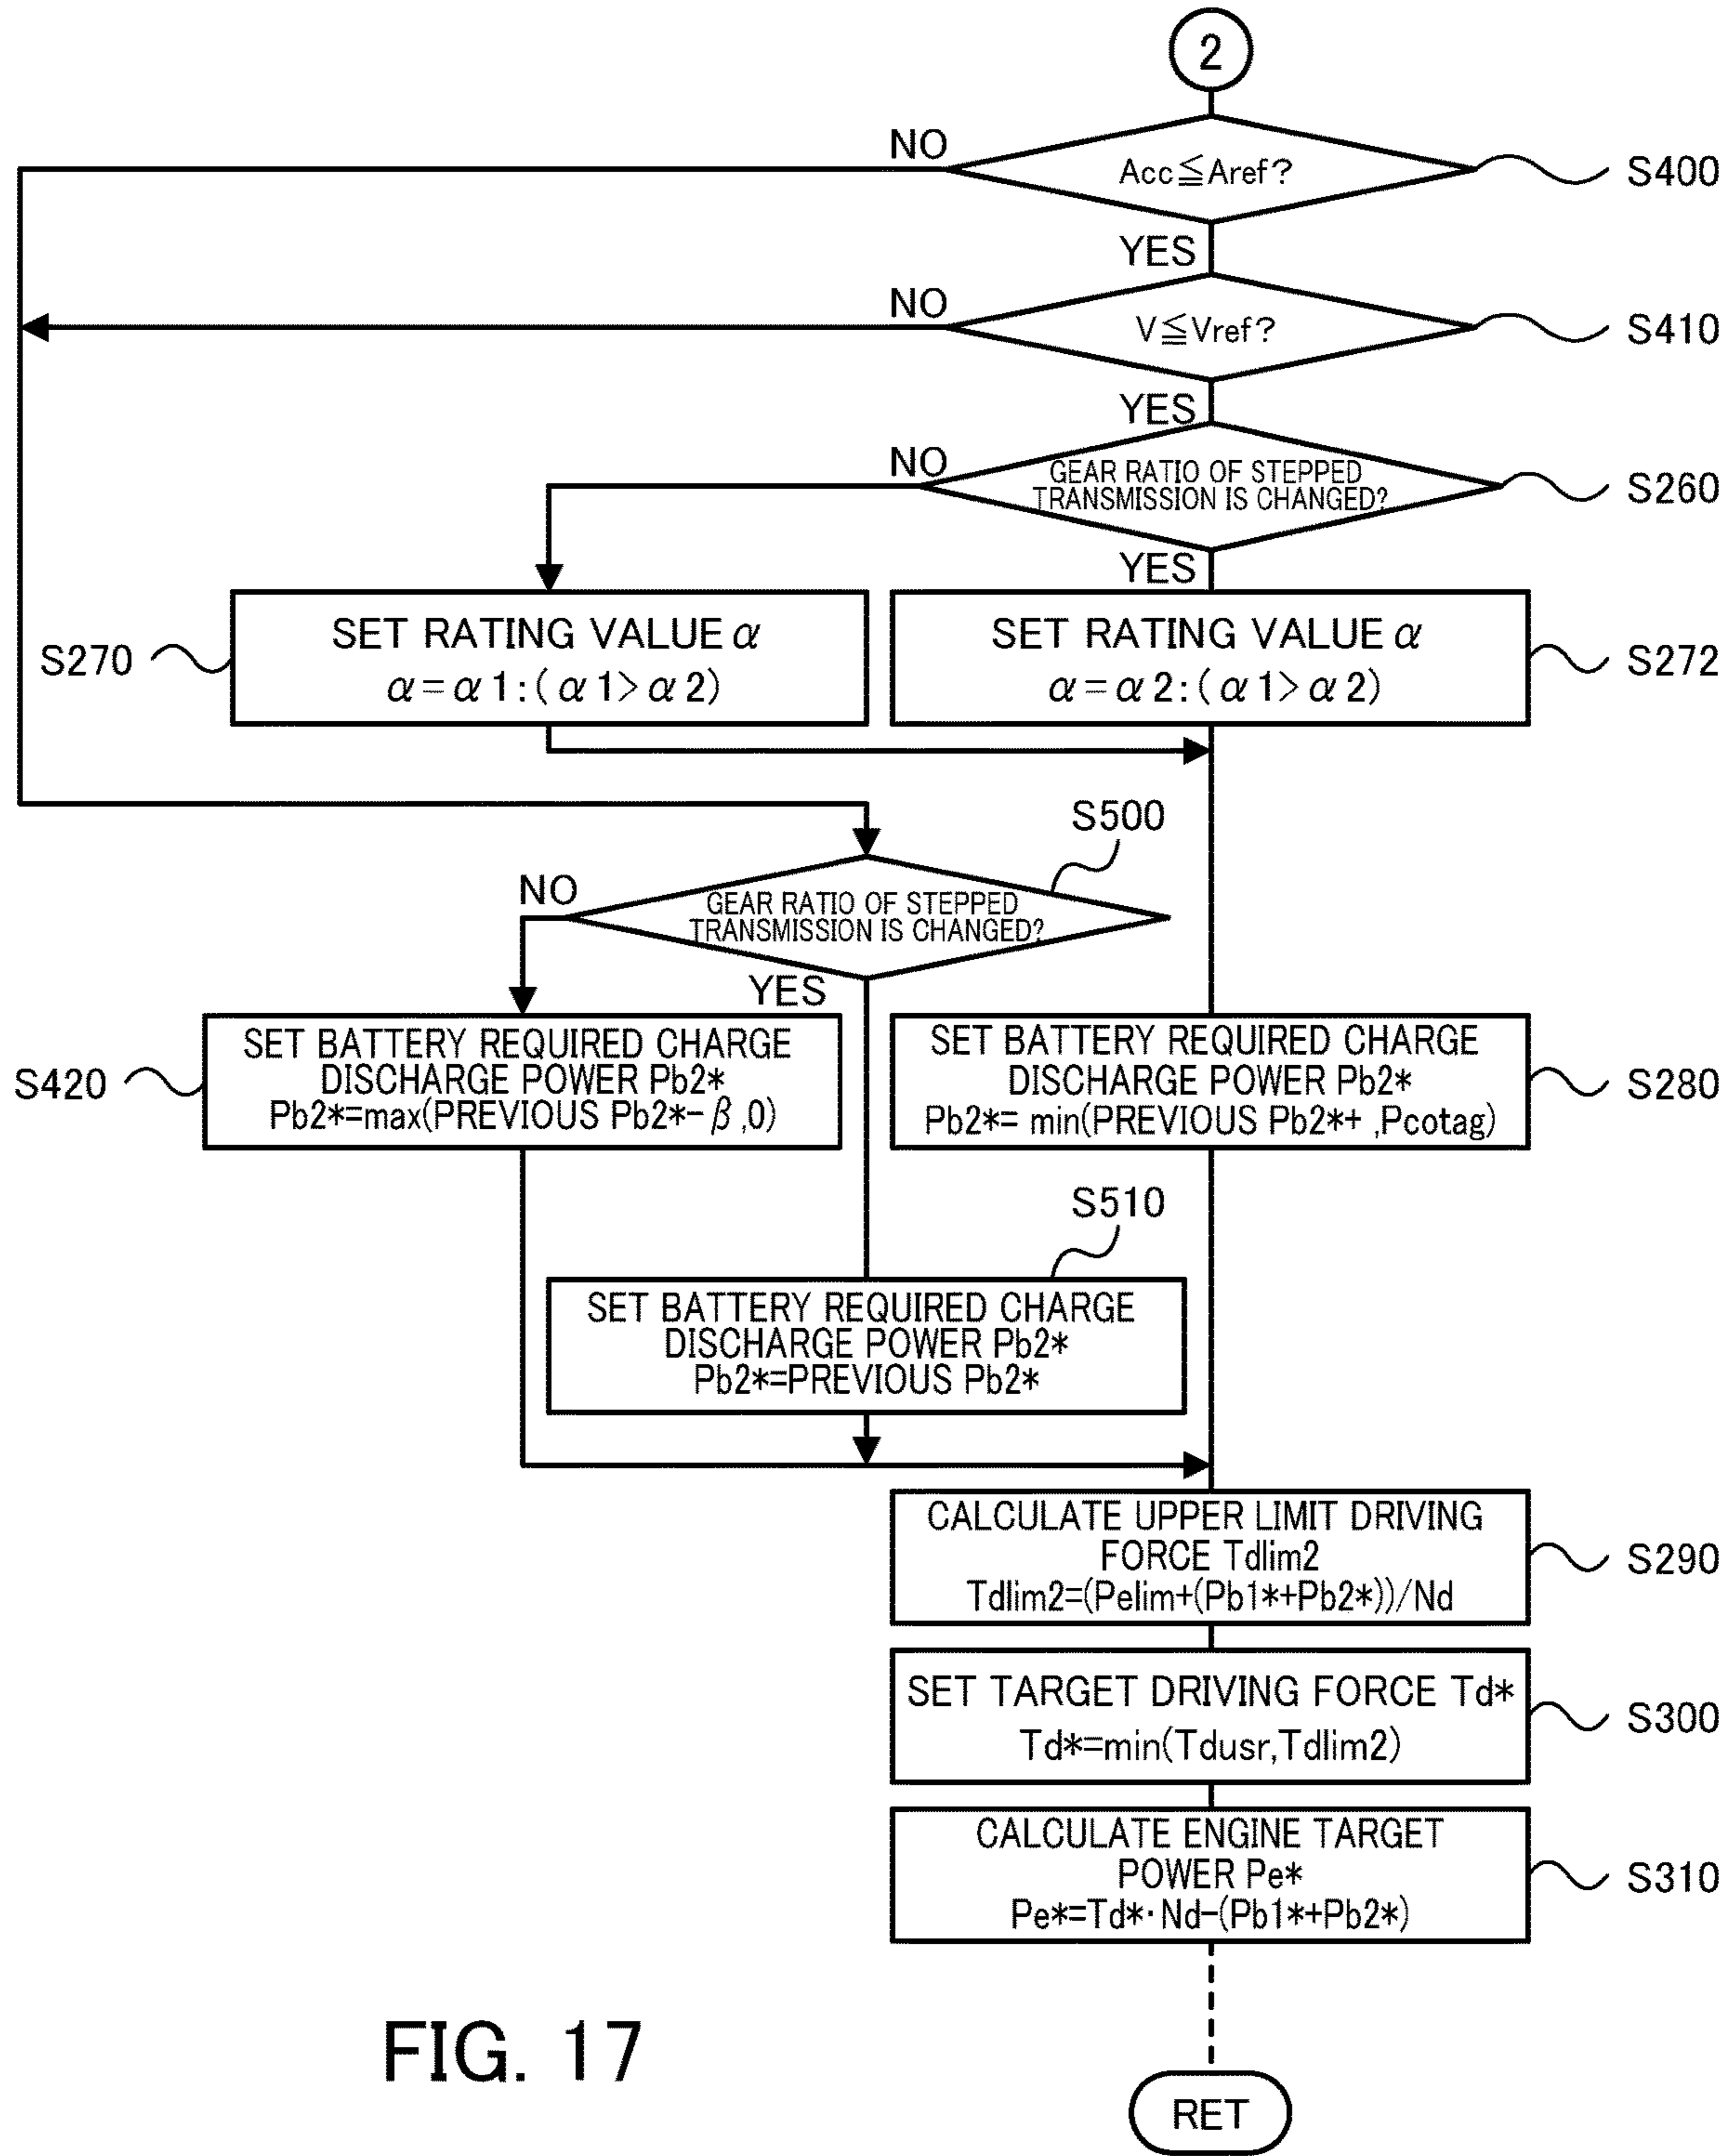 2
NO
Acc≦Aref?
S400
YES
NO
V≦Vref?
S410
YES
NO
GEAR RATIO OF STEPPED
TRANSMISSION IS CHANGED?
S260
YES
S270
SET RATING VALUE α
α=α1:(α1>α2)
SET RATING VALUE α
α=α2:(α1>α2)
S272
S500
NO
GEAR RATIO OF STEPPED
TRANSMISSION IS CHANGED?
YES
S420
SET BATTERY REQUIRED CHARGE
DISCHARGE POWER Pb2*
Pb2*=max(PREVIOUS Pb2*-β,0)
SET BATTERY REQUIRED CHARGE
DISCHARGE POWER Pb2*
Pb2*= min(PREVIOUS Pb2*+ ,Pcotag)
S280
S510
SET BATTERY REQUIRED CHARGE
DISCHARGE POWER Pb2*
Pb2*=PREVIOUS Pb2*
CALCULATE UPPER LIMIT DRIVING
FORCE Tdlim2
Tdlim2=(Pelim+(Pb1*+Pb2*))/Nd
S290
SET TARGET DRIVING FORCE Td*
Td*=min(Tdusr,Tdlim2)
S300
CALCULATE ENGINE TARGET
POWER Pe*
Pe*=Td*·Nd-(Pb1*+Pb2*)
S310
FIG. 17
RET